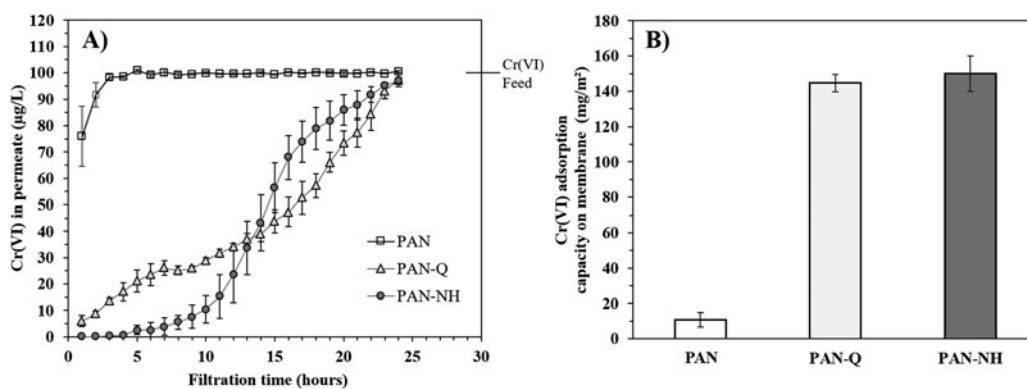 A)
Cr(VI) in permeate (µg/L)
120
110
100
90
80
70
60
50
40
30
20
10
0
0 5 10 15 20 25 30
Filtration time (hours)
PAN
PAN-Q
PAN-NH
Cr(VI)
Feed
B)
Cr(VI) adsorption
capacity on membrane (mg/m²)
180
160
140
120
100
80
60
40
20
0
PAN PAN-Q PAN-NH